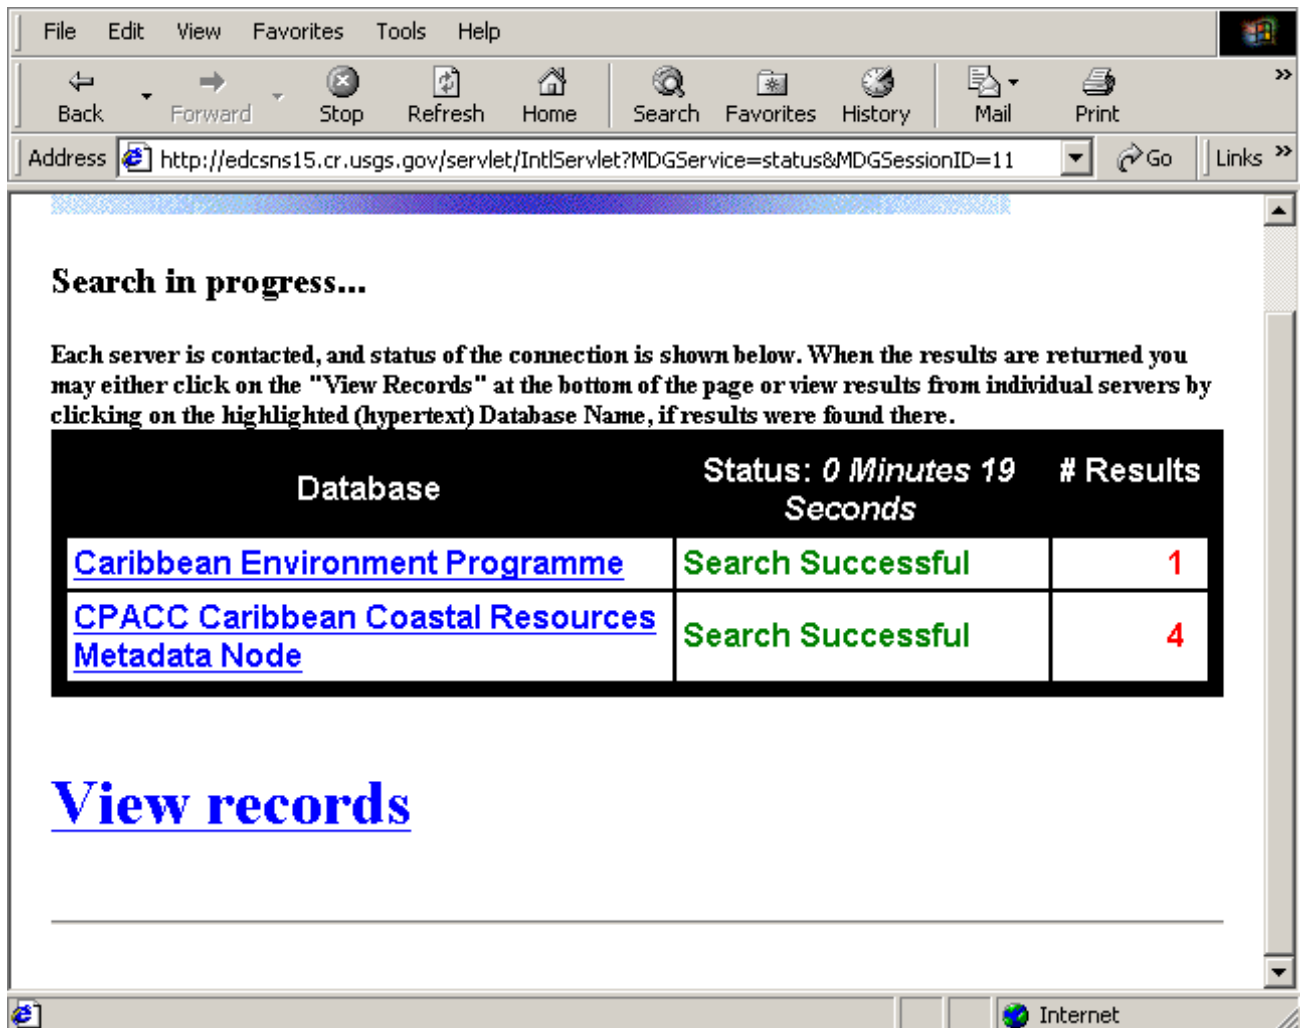 File Edit View Favorites Tools Help
Back Forward Stop Refresh Home Search Favorites History Mail Print »
Address http://edcsns15.cr.usgs.gov/servlet/IntlServlet?MDGService=status&MDGSessionID=11 Go Links »
Search in progress...
Each server is contacted, and status of the connection is shown below. When the results are returned you
may either click on the "View Records" at the bottom of the page or view results from individual servers by
clicking on the highlighted (hypertext) Database Name, if results were found there.
Database Status: 0 Minutes 19 # Results
Seconds
Caribbean Environment Programme Search Successful 1
CPACC Caribbean Coastal Resources
Metadata Node Search Successful 4
View records
Internet